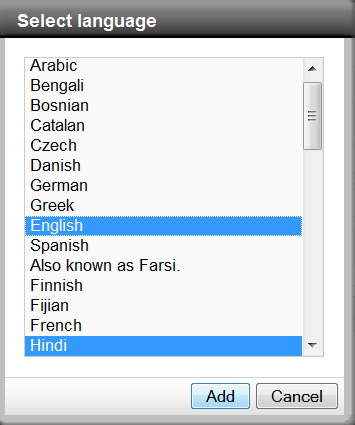 Select language
Arabic
Bengali
Bosnian
Catalan
Czech
Danish
German
Greek
English
Spanish
Also known as Farsi.
Finnish
Fijian
French
Hindi
Add Cancel